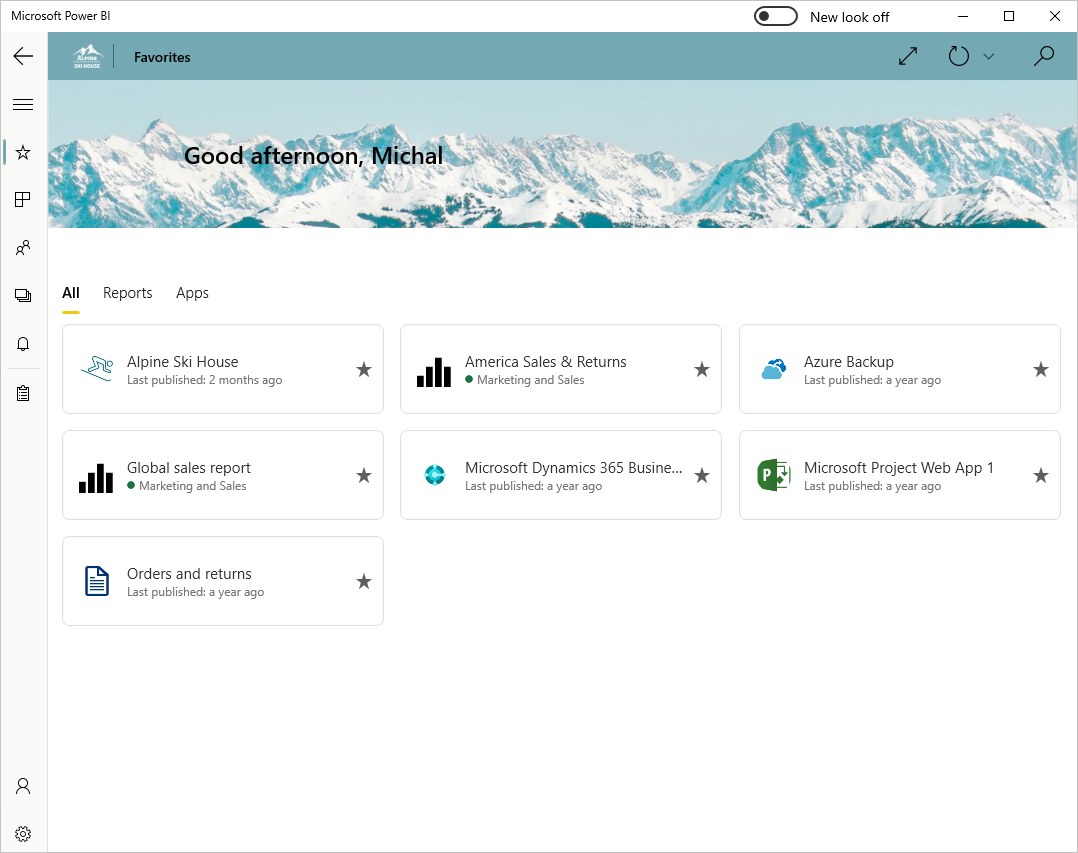 Microsoft Power BI
New look off
ALPINE
SKI HOUSE
Favorites
Good afternoon, Michal
All
Reports
Apps
Alpine Ski House
Last published: 2 months ago
America Sales & Returns
Marketing and Sales
Azure Backup
Last published: a year ago
Global sales report
Marketing and Sales
Microsoft Dynamics 365 Busine...
Last published: a year ago
P
Microsoft Project Web App 1
Last published: a year ago
Orders and returns
Last published: a year ago